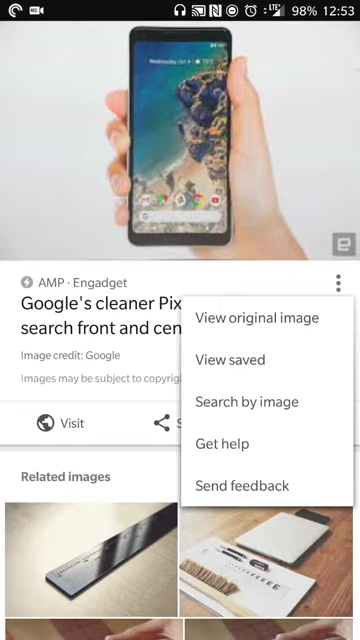 98% 12:53
AMP · Engadget
Google's cleaner Pix
search front and cen
Image credit: Google
Images may be subject to copyrig
View original image
View saved
Search by image
Get help
Send feedback
Visit
S
Related images